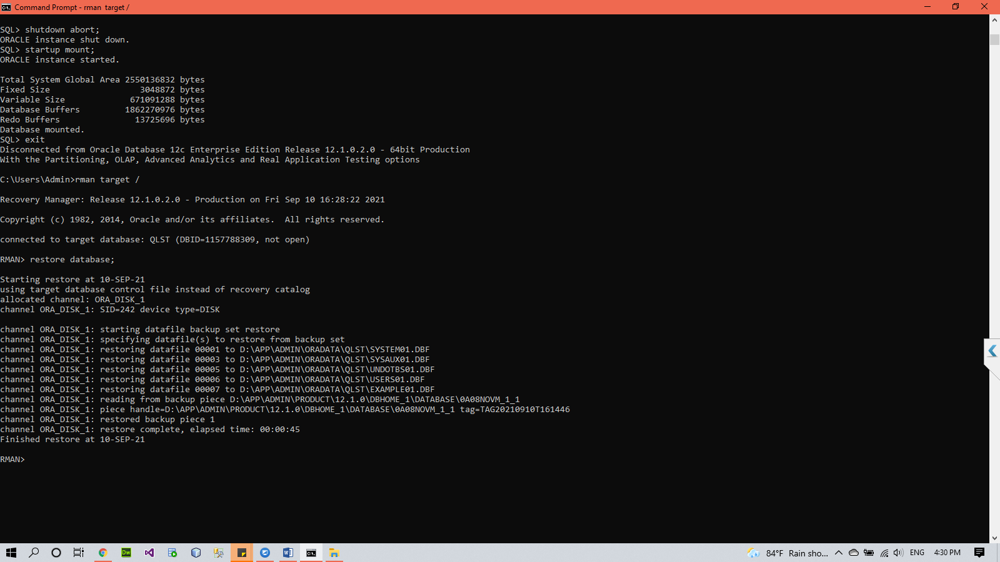 Command Prompt - rman  target /
SQL> shutdown abort;
ORACLE instance shut down.
SQL> startup mount;
ORACLE instance started.
Total System Global Area 2550136832 bytes
Fixed Size                  3048872 bytes
Variable Size             671091288 bytes
Database Buffers         1862270976 bytes
Redo Buffers               13725696 bytes
Database mounted.
SQL> exit
Disconnected from Oracle Database 12c Enterprise Edition Release 12.1.0.2.0 - 64bit Production
With the Partitioning, OLAP, Advanced Analytics and Real Application Testing options
C:\Users\Admin>rman target /
Recovery Manager: Release 12.1.0.2.0 - Production on Fri Sep 10 16:28:22 2021
Copyright (c) 1982, 2014, Oracle and/or its affiliates.  All rights reserved.
connected to target database: QLST (DBID=1157788309, not open)
RMAN> restore database;
Starting restore at 10-SEP-21
using target database control file instead of recovery catalog
allocated channel: ORA_DISK_1
channel ORA_DISK_1: SID=242 device type=DISK
channel ORA_DISK_1: starting datafile backup set restore
channel ORA_DISK_1: specifying datafile(s) to restore from backup set
channel ORA_DISK_1: restoring datafile 00001 to D:\APP\ADMIN\ORADATA\QLST\SYSTEM01.DBF
channel ORA_DISK_1: restoring datafile 00003 to D:\APP\ADMIN\ORADATA\QLST\SYSAUX01.DBF
channel ORA_DISK_1: restoring datafile 00005 to D:\APP\ADMIN\ORADATA\QLST\UNDOTBS01.DBF
channel ORA_DISK_1: restoring datafile 00006 to D:\APP\ADMIN\ORADATA\QLST\USERS01.DBF
channel ORA_DISK_1: restoring datafile 00007 to D:\APP\ADMIN\ORADATA\QLST\EXAMPLE01.DBF
channel ORA_DISK_1: reading from backup piece D:\APP\ADMIN\PRODUCT\12.1.0\DBHOME_1\DATABASE\0A08NOVM_1_1
channel ORA_DISK_1: piece handle=D:\APP\ADMIN\PRODUCT\12.1.0\DBHOME_1\DATABASE\0A08NOVM_1_1 tag=TAG20210910T161446
channel ORA_DISK_1: restored backup piece 1
channel ORA_DISK_1: restore complete, elapsed time: 00:00:45
Finished restore at 10-SEP-21
RMAN>
Dw
84°F Rain sho... ENG 4:30 PM